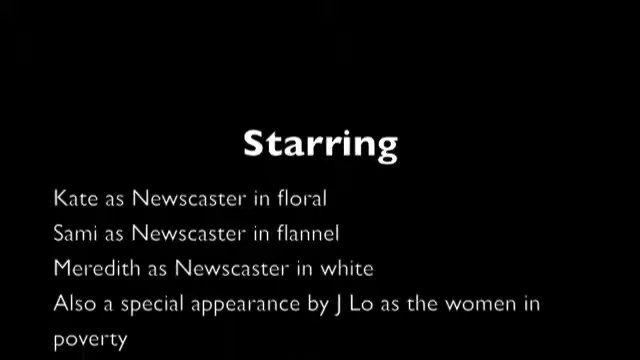 Starring
Kate as Newscaster in floral
Sami as Newscaster in flannel
Meredith as Newscaster in white
Also a special appearance by J Lo as the women in
poverty